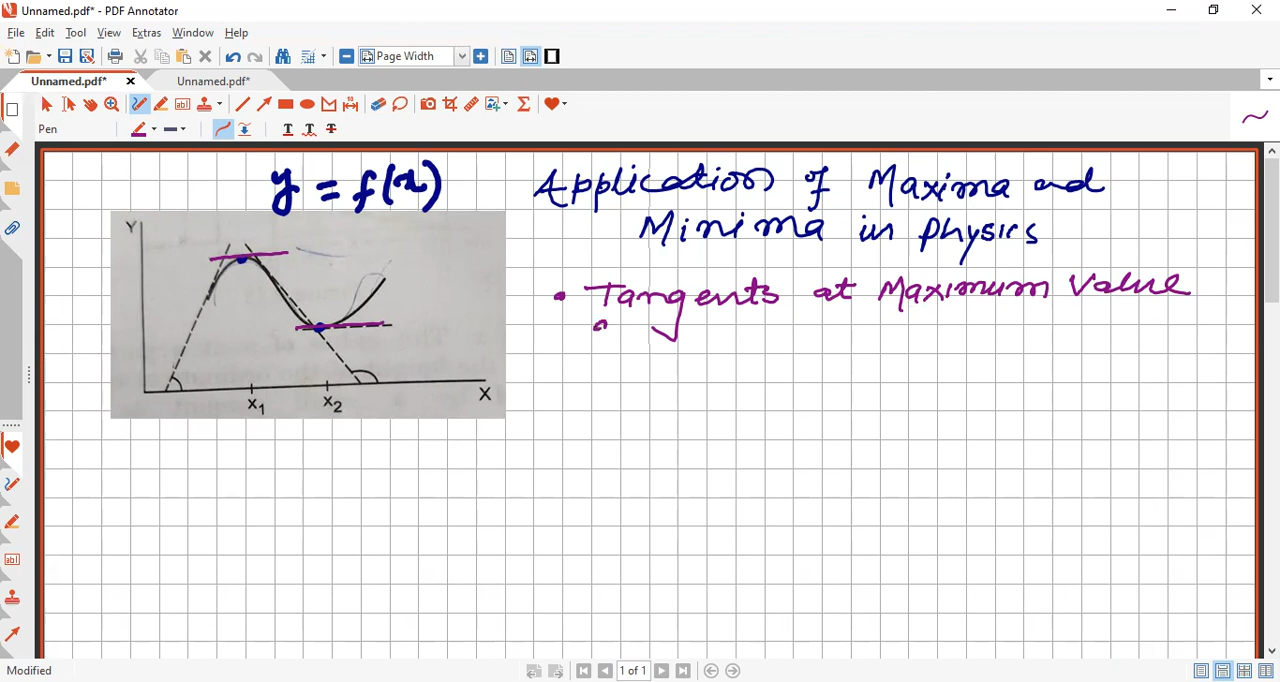 Unnamed.pdf* - PDF Annotator
File Edit Tool View Extras Window Help
Page Width
Unnamed.pdf* Unnamed.pdf*
Pen
y = f(x)
Application of Maxima and
Minima in physics
• Tangents at Maximum Value
Y
X
x1 x2
Modified
1 of 1